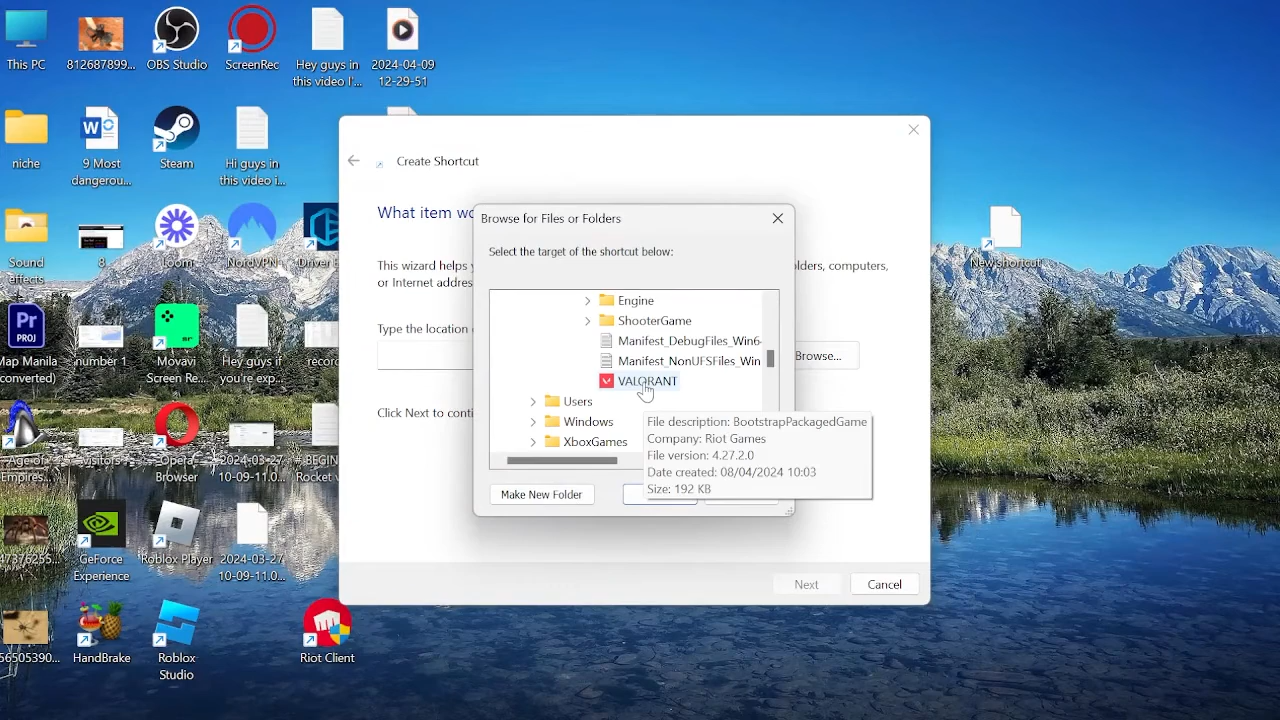 This PC
812687899...
OBS Studio
ScreenRec
Hey guys in
this video I'...
2024-04-09
12-29-51
niche
9 Most
dangerou...
Steam
Hi guys in
this video i...
Sound
effects
8
Loom
NordVPN
Driver
Map Manila
(converted)
number 1
Movavi
Screen Re...
Hey guys if
you're exp...
recor
Age of
Empires...
visitors
Opera
Browser
2024-03-27
10-09-11.0...
# BEGIN
Rocket
GeForce
Experience
Roblox Player
2024-03-27
10-09-11.0...
56505390...
HandBrake
Roblox
Studio
Riot Client
New shortcut
Create Shortcut
What item wo
This wizard helps
olders, computers,
or Internet addres
Type the location
Browse...
Click Next to conti
Next
Cancel
Browse for Files or Folders
Select the target of the shortcut below:
Engine
ShooterGame
Manifest_DebugFiles_Win6
Manifest_NonUFSFiles_Win
VALORANT
Users
Windows
XboxGames
Make New Folder
File description: BootstrapPackagedGame
Company: Riot Games
File version: 4.27.2.0
Date created: 08/04/2024 10:03
Size: 192 KB